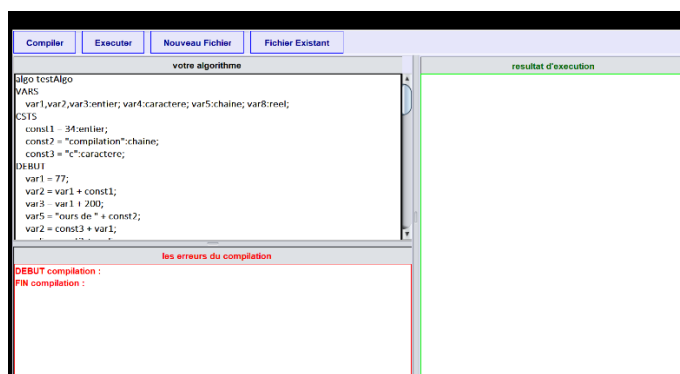 Compiler Executer Nouveau Fichier Fichier Existant
votre algorithme
algo testAlgo
VARS
var1,var2,var3:entier; var4:caractere; var5:chaine; var8:reel;
CSTS
const1 = 34:entier;
const2 = "compilation":chaine;
const3 = "c":caractere;
DEBUT
var1 = 77;
var2 = var1 + const1;
var3 = var1 + 200;
var5 = "ours de " + const2;
var2 = const3 + var1;
les erreurs du compilation
DEBUT compilation :
FIN compilation :
resultat d'execution